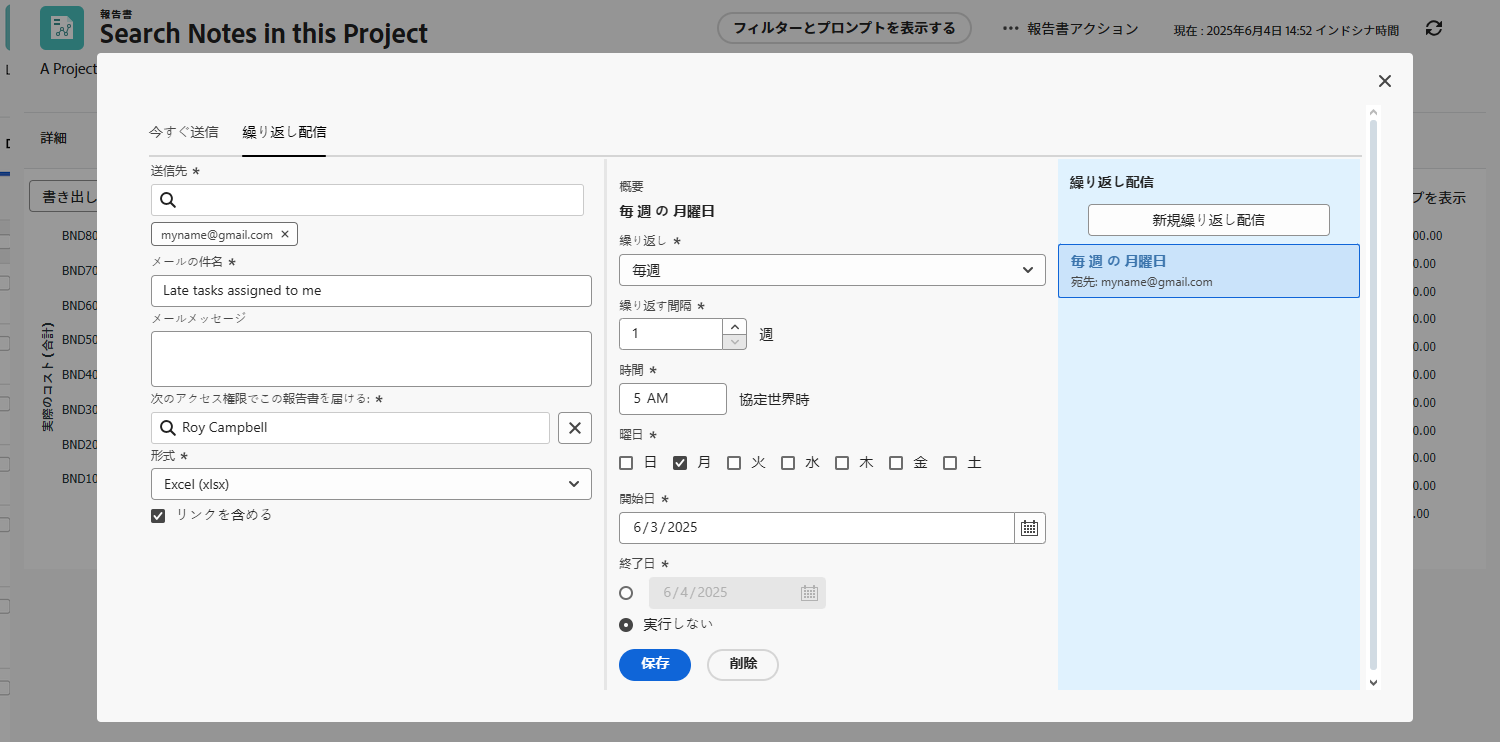 報告書
Search Notes in this Project
フィルターとプロンプトを表示する
報告書アクション
現在 : 2025年6月4日 14:52 インドシナ時間
A Project
詳細
書き出し
プを表示
実際のコスト (合計)
BND80
BND70
BND60
BND50
BND40
BND30
BND20
BND10
00.00
0.00
00.00
00.00
00.00
00.00
00.00
00.00
0.00
0.00
.00
今すぐ送信
繰り返し配信
送信先 *
myname@gmail.com ×
メールの件名 *
Late tasks assigned to me
メールメッセージ
次のアクセス権限でこの報告書を届ける: *
Roy Campbell
形式 *
Excel (xlsx)
リンクを含める
概要
毎 週 の 月曜日
繰り返し *
毎週
繰り返す間隔 *
1
週
時間 *
5 AM
協定世界時
曜日 *
日 月 火 水 木 金 土
開始日 *
6/3/2025
終了日 *
6/4/2025
実行しない
保存
削除
繰り返し配信
新規繰り返し配信
毎 週 の 月曜日
宛先: myname@gmail.com